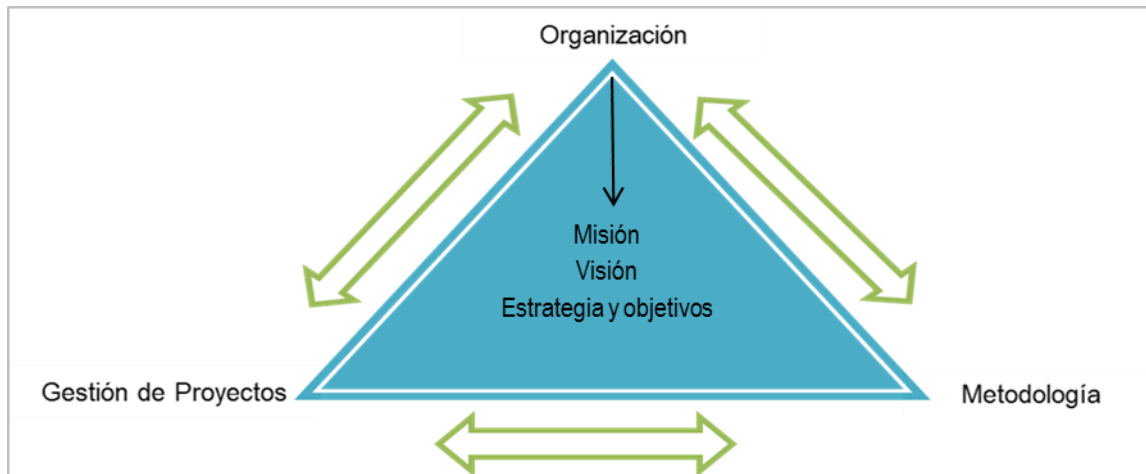 Organización
Misión
Visión
Estrategia y objetivos
Gestión de Proyectos
Metodología